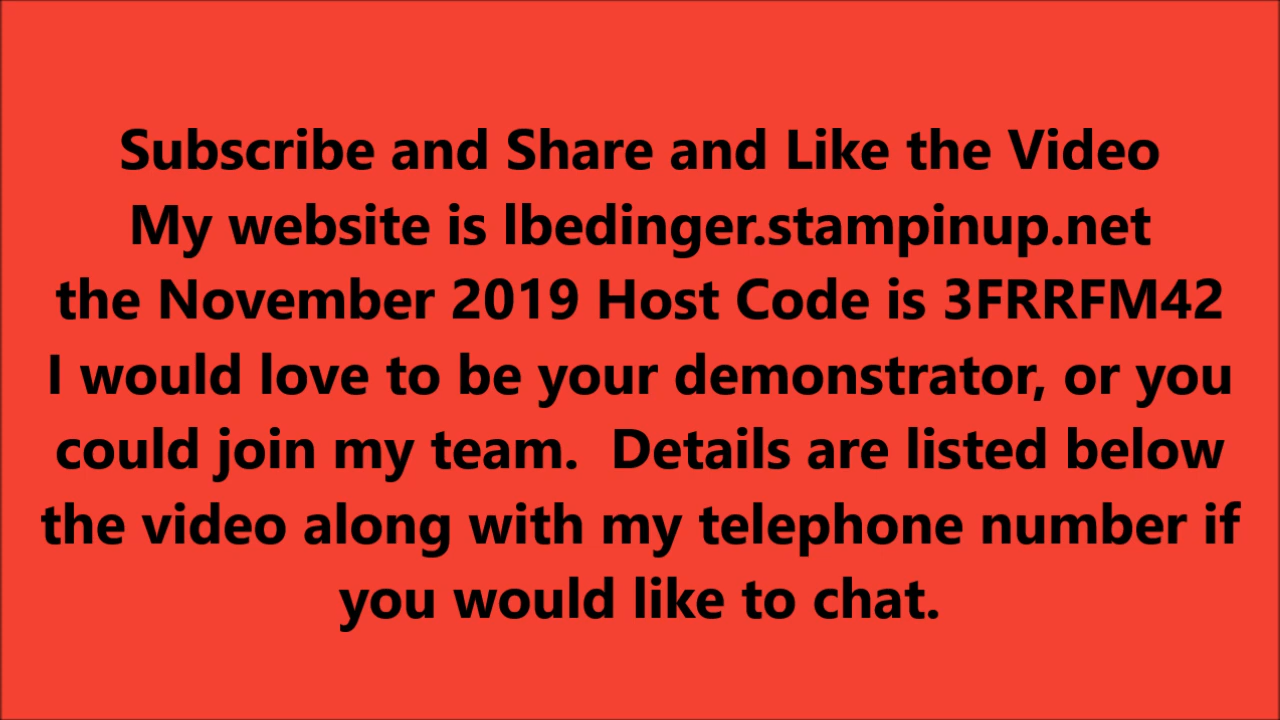 Subscribe and Share and Like the Video
My website is lbedinger.stampinup.net
the November 2019 Host Code is 3FRRFM42
I would love to be your demonstrator, or you
could join my team.  Details are listed below
the video along with my telephone number if
you would like to chat.